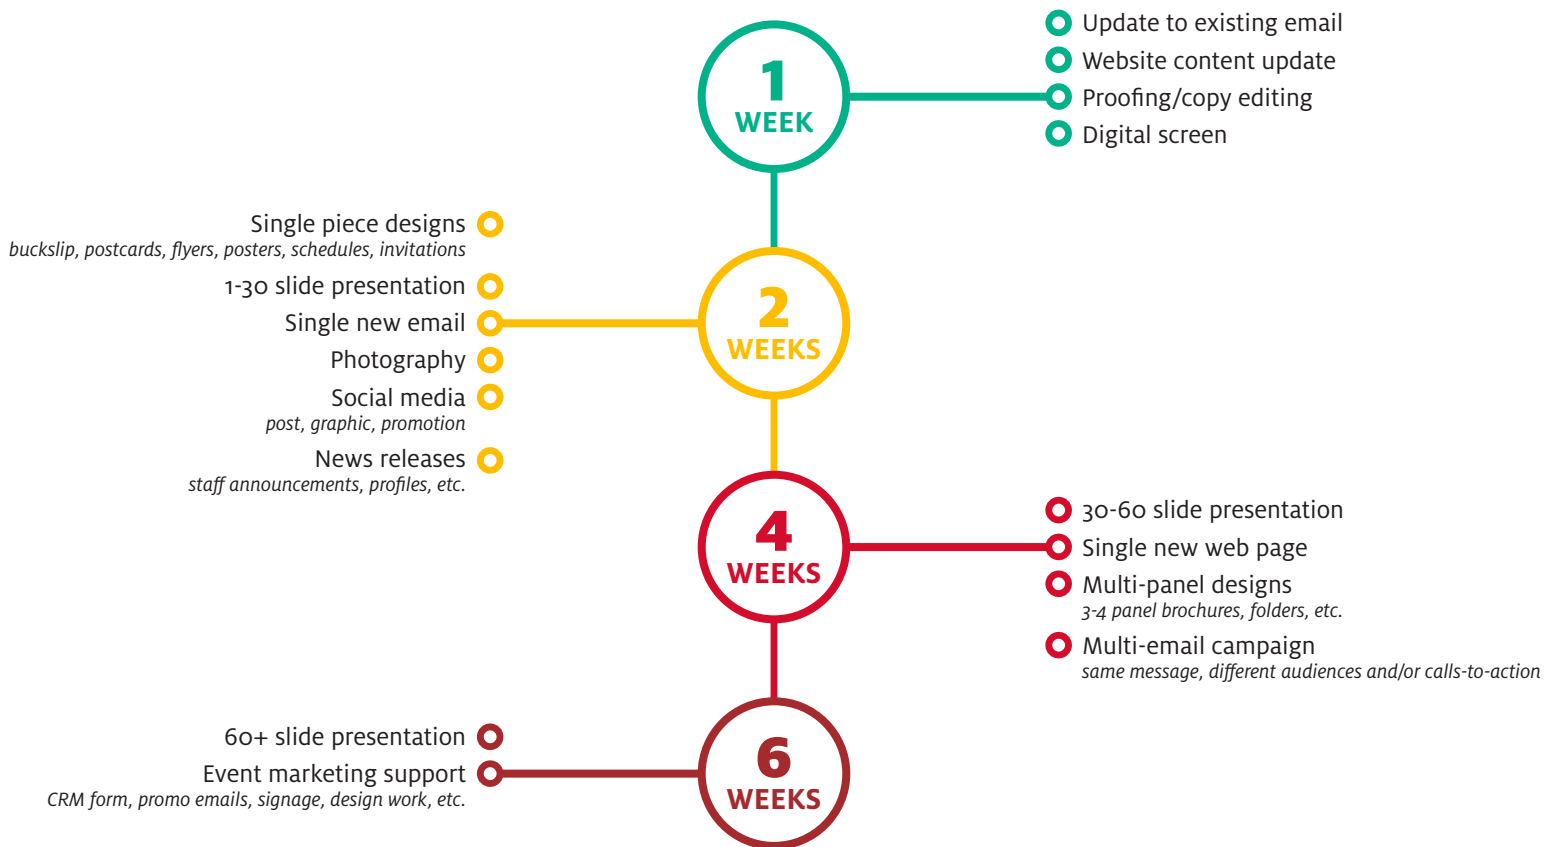 1
WEEK
Update to existing email
Website content update
Proofing/copy editing
Digital screen
2
WEEKS
Single piece designs
buckslip, postcards, flyers, posters, schedules, invitations
1-30 slide presentation
Single new email
Photography
Social media
post, graphic, promotion
News releases
staff announcements, profiles, etc.
4
WEEKS
30-60 slide presentation
Single new web page
Multi-panel designs
3-4 panel brochures, folders, etc.
Multi-email campaign
same message, different audiences and/or calls-to-action
6
WEEKS
60+ slide presentation
Event marketing support
CRM form, promo emails, signage, design work, etc.